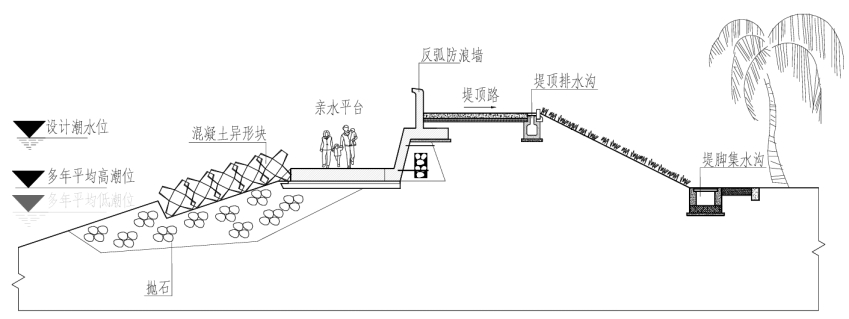 反弧防浪墙
堤顶排水沟
堤顶路
亲水平台
设计潮水位
混凝土异形块
堤脚集水沟
多年平均高潮位
多年平均低潮位
抛石